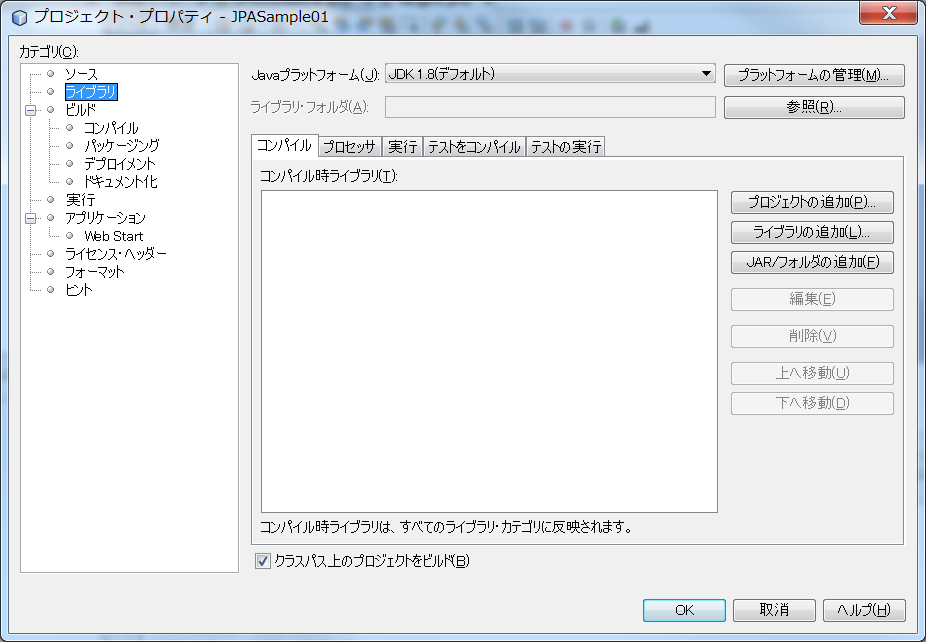 プロジェクト・プロパティ - JPASample01
カテゴリ(C):
ソース
ライブラリ
ビルド
コンパイル
パッケージング
デプロイメント
ドキュメント化
実行
アプリケーション
Web Start
ライセンス・ヘッダー
フォーマット
ヒント
Javaプラットフォーム(J): JDK 1.8(デフォルト) プラットフォームの管理(M)...
ライブラリ・フォルダ(A): 参照(R)...
コンパイル プロセッサ 実行 テストをコンパイル テストの実行
コンパイル時ライブラリ(I):
プロジェクトの追加(P)...
ライブラリの追加(L)...
JAR/フォルダの追加(F)
編集(E)
削除(V)
上へ移動(U)
下へ移動(D)
コンパイル時ライブラリは、すべてのライブラリ・カテゴリに反映されます。
クラスパス上のプロジェクトをビルド(B)
OK 取消 ヘルプ(H)